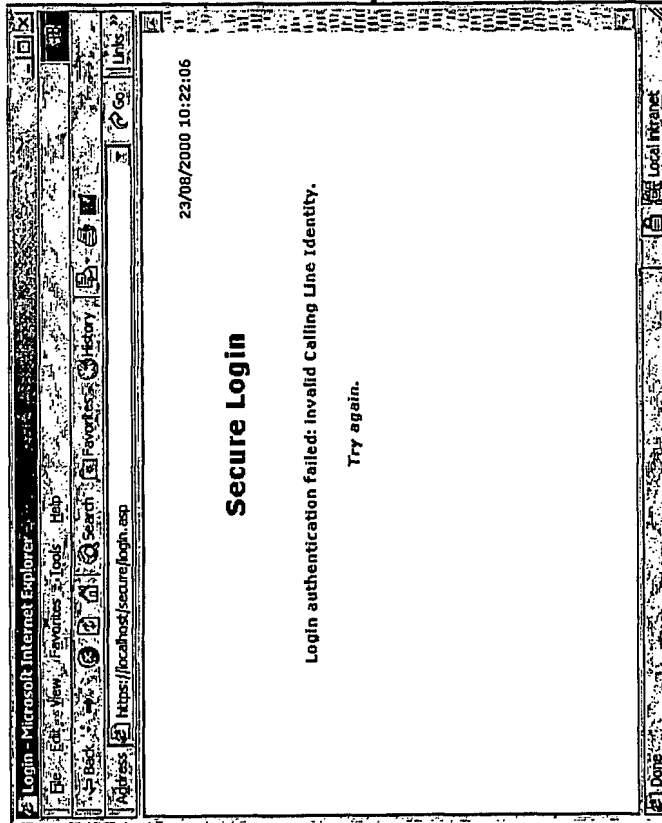 Login - Microsoft Internet Explorer
File Edit View Favorites Tools Help
Back Search Favorites History
Address https://localhost/secure/login.asp Go Links »
23/08/2000 10:22:06
Secure Login
Login authentication failed: invalid Calling Line Identity.
Try again.
Done Local intranet